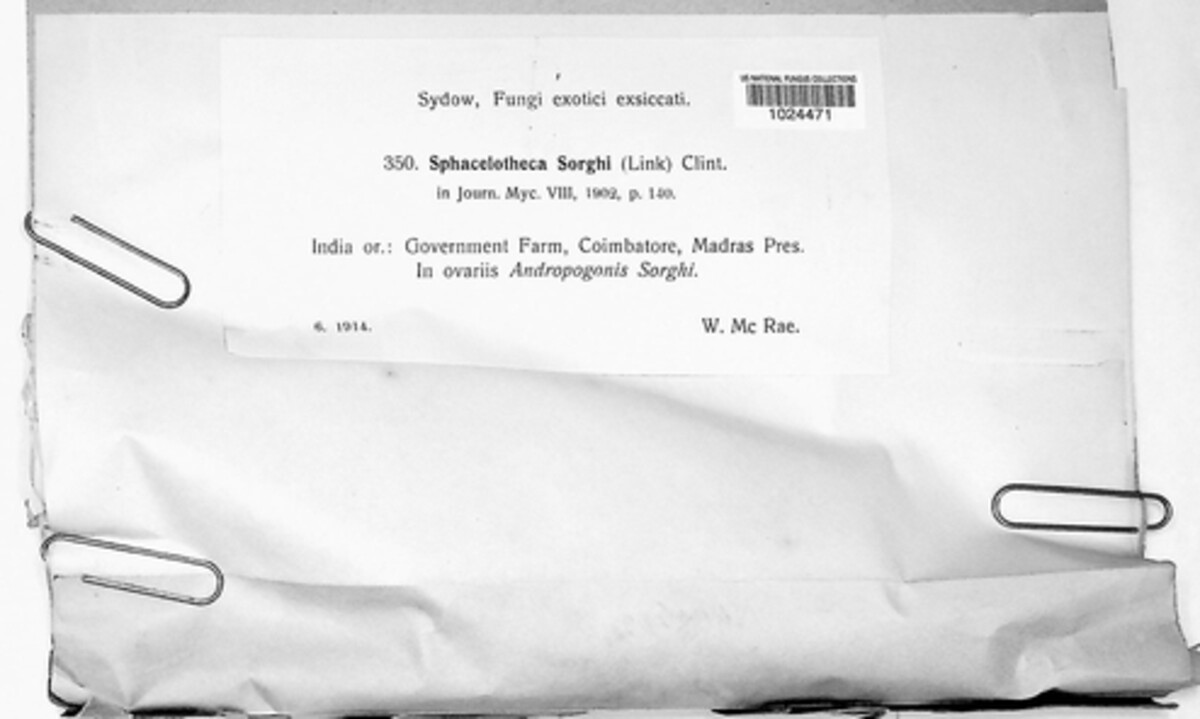 Sydow, Fungi exotici exsiccati.
US NATIONAL FUNGUS COLLECTIONS
1024471
350. Sphacelotheca Sorghi (Link) Clint.
in Journ. Myc. VIII, 1902, p. 140.
India or.: Government Farm, Coimbatore, Madras Pres.
In ovariis Andropogonis Sorghi.
6. 1914.
W. Mc Rae.